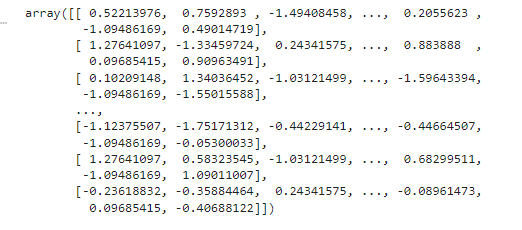 array([[ 0.52213976,  0.7592893 , -1.49408458, ...,  0.2055623 ,
        -1.09486169,  0.49014719],
       [ 1.27641097, -1.33459724,  0.24341575, ...,  0.883888  ,
         0.09685415,  0.90963491],
       [ 0.10209148,  1.34036452, -1.03121499, ..., -1.59643394,
        -1.09486169, -1.55015588],
       ...,
       [-1.12375507, -1.75171312, -0.44229141, ..., -0.44664507,
        -1.09486169, -0.05300033],
       [ 1.27641097,  0.58323545, -1.03121499, ...,  0.68299511,
        -1.09486169,  1.09011007],
       [-0.23618832, -0.35884464,  0.24341575, ..., -0.08961473,
         0.09685415, -0.40688122]])